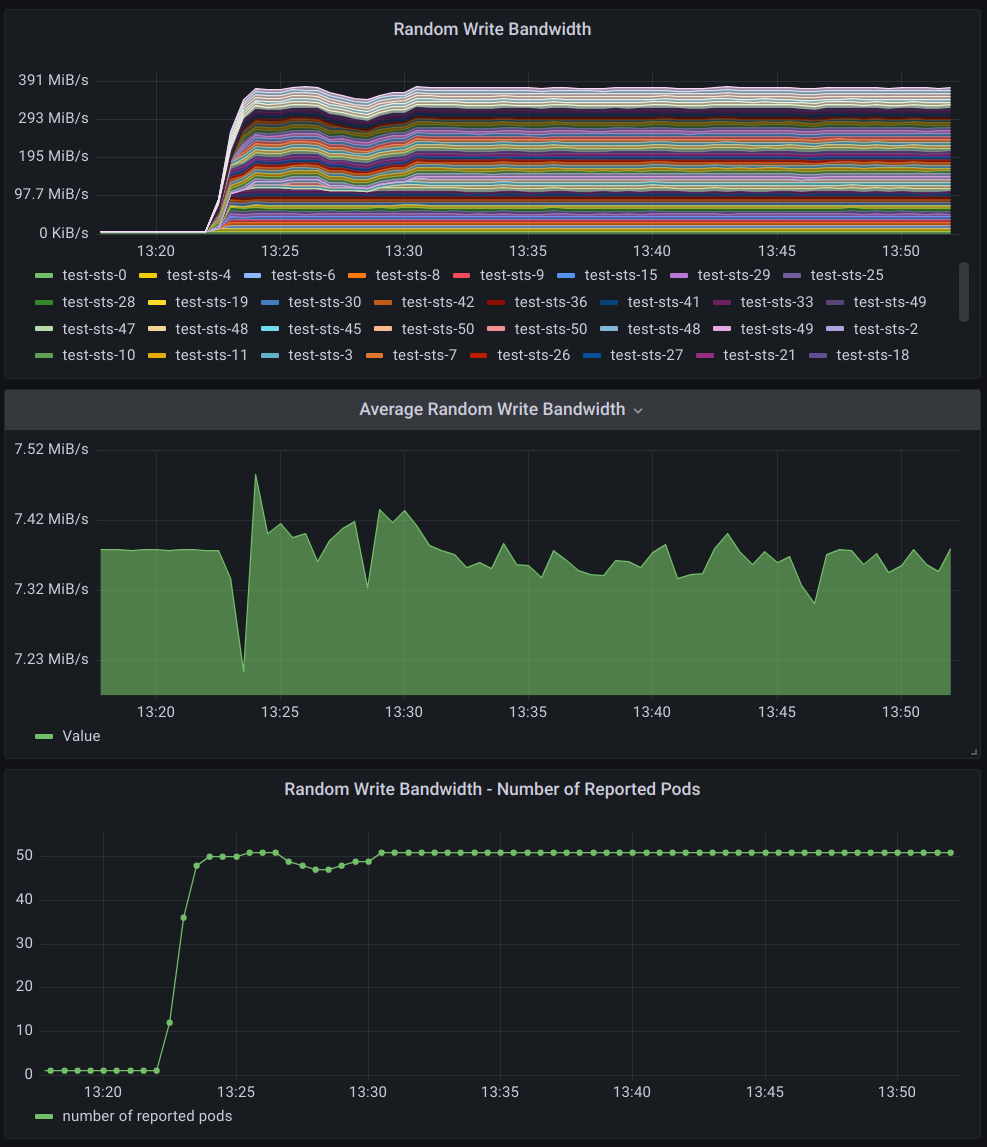 Random Write Bandwidth
391 MiB/s
293 MiB/s
195 MiB/s
97.7 MiB/s
0 KiB/s
13:20 13:25 13:30 13:35 13:40 13:45 13:50
test-sts-0 test-sts-4 test-sts-6 test-sts-8 test-sts-9 test-sts-15 test-sts-29 test-sts-25
test-sts-28 test-sts-19 test-sts-30 test-sts-42 test-sts-36 test-sts-41 test-sts-33 test-sts-49
test-sts-47 test-sts-48 test-sts-45 test-sts-50 test-sts-50 test-sts-48 test-sts-49 test-sts-2
test-sts-10 test-sts-11 test-sts-3 test-sts-7 test-sts-26 test-sts-27 test-sts-21 test-sts-18
Average Random Write Bandwidth
7.52 MiB/s
7.42 MiB/s
7.32 MiB/s
7.23 MiB/s
13:20 13:25 13:30 13:35 13:40 13:45 13:50
Value
Random Write Bandwidth - Number of Reported Pods
50
40
30
20
10
0
13:20 13:25 13:30 13:35 13:40 13:45 13:50
number of reported pods